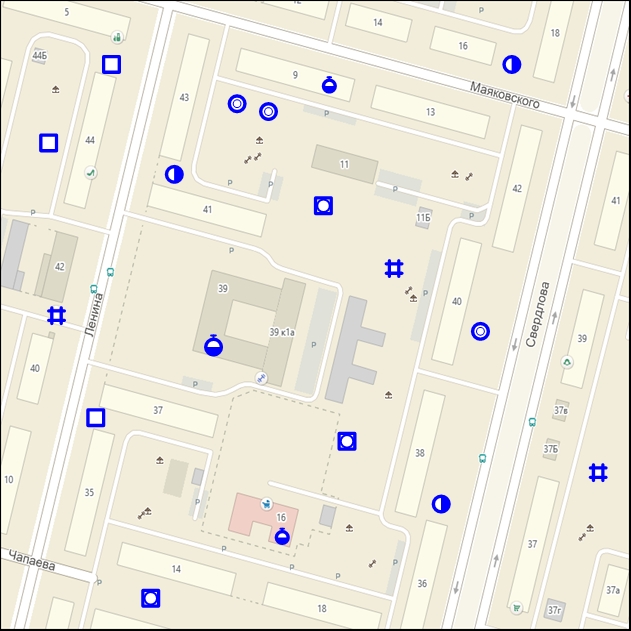 5
12
14
16
18
44Б
9
Маяковского
43
13
P
44
11
P
P
P
42
41
P
41
11Б
P
P
42
39
P
40
Ленина
39 к1а
Свердлова
P
39
40
P
37
37в
38
37Б
10
35
P
16
Чапаева
P
37
P
14
P
P
P
36
37а
18
37г